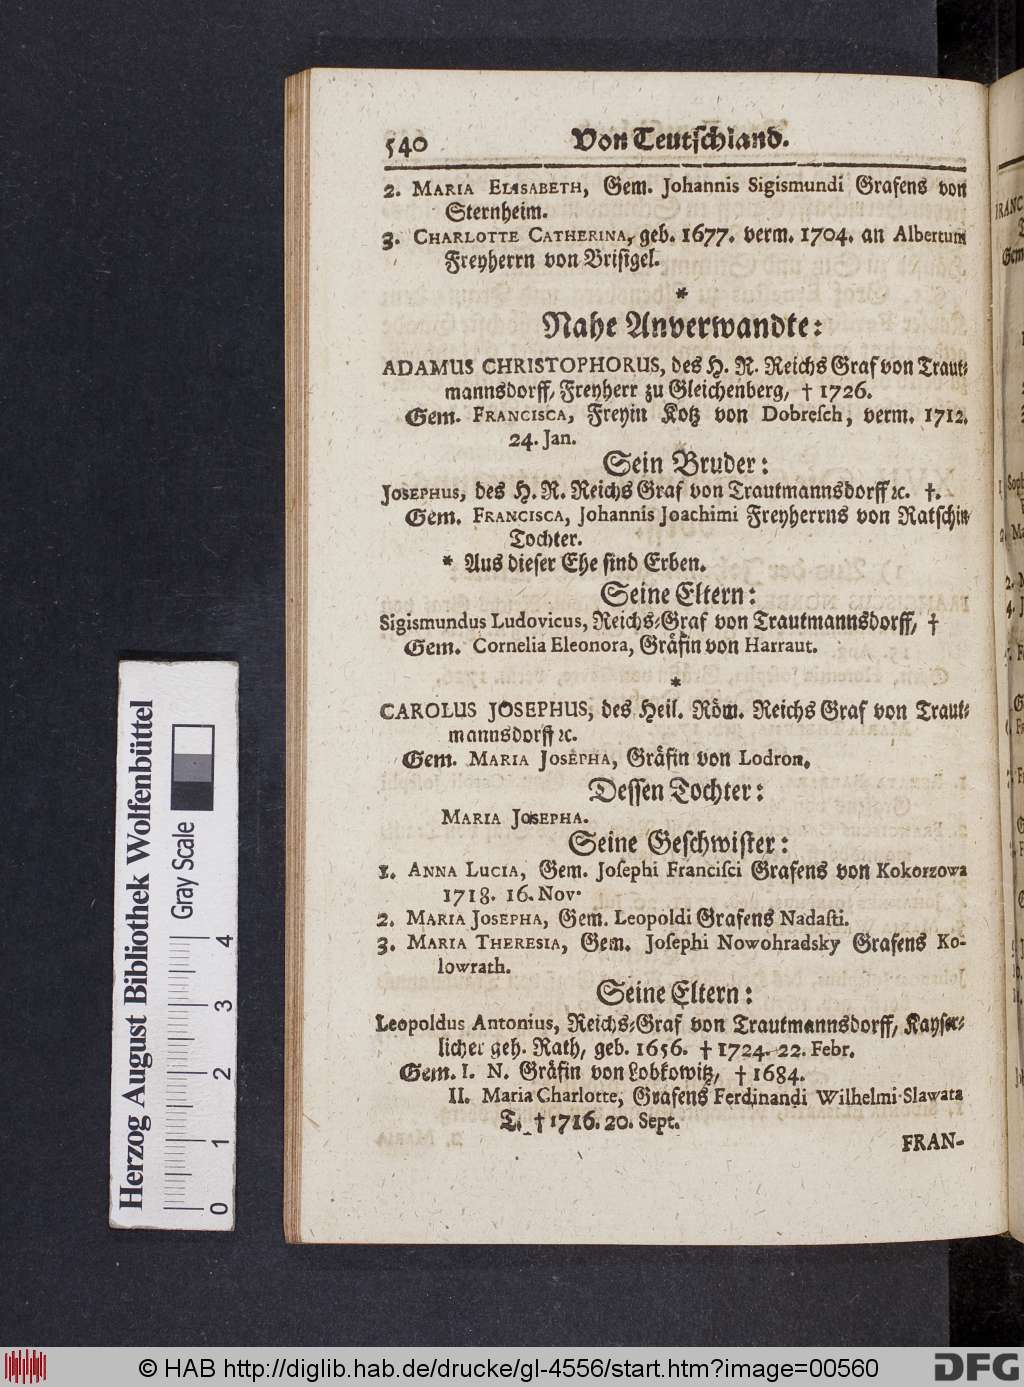 540 Von Teutschland.
2. MARIA ELISABETH, Gem. Johannis Sigismundi Grafens von
Sternheim.
3. CHARLOTTE CATHERINA, geb. 1677. verm. 1704. an Albertum
Freyherrn von Brisigel.
*
Nahe Anverwandte:
ADAMUS CHRISTOPHORUS, des H. R. Reichs Graf von Traut-
mannsdorff, Freyherr zu Gleichenberg, † 1726.
Gem. FRANCISCA, Freyin Kotz von Dobresch, verm. 1712.
24. Jan.
Sein Bruder:
JOSEPHUS, des H. R. Reichs Graf von Trautmannsdorff ꝛc. †.
Gem. FRANCISCA, Johannis Joachimi Freyherrns von Ratschin
Tochter.
* Aus dieser Ehe sind Erben.
Seine Eltern:
Sigismundus Ludovicus, Reichs-Graf von Trautmannsdorff, †
Gem. Cornelia Eleonora, Gräfin von Harraut.
*
CAROLUS JOSEPHUS, des Heil. Röm. Reichs Graf von Traut-
mannsdorff ꝛc.
Gem. MARIA JOSEPHA, Gräfin von Lodron.
Dessen Tochter:
MARIA JOSEPHA.
Seine Geschwister:
1. ANNA LUCIA, Gem. Josephi Francisci Grafens von Kokorzowa
1718. 16. Nov.
2. MARIA JOSEPHA, Gem. Leopoldi Grafens Nadasti.
3. MARIA THERESIA, Gem. Josephi Nowohradsky Grafens Ko-
lowrath.
Seine Eltern:
Leopoldus Antonius, Reichs-Graf von Trautmannsdorff, Kayser-
licher geh. Rath, geb. 1656. † 1724. 22. Febr.
Gem. I. N. Gräfin von Lobkowitz, † 1684.
II. Maria Charlotte, Grafens Ferdinandi Wilhelmi Slawata
T. † 1716. 20. Sept.
FRAN-
Herzog August Bibliothek Wolfenbüttel
Gray Scale
0 1 2 3 4
© HAB http://diglib.hab.de/drucke/gl-4556/start.htm?image=00560
DFG